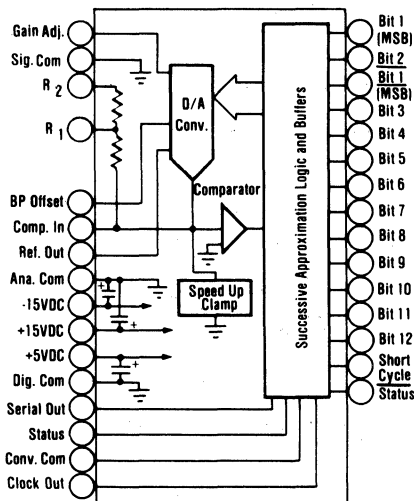 Gain Adj.
Sig. Com
R 2
R 1
BP Offset
Comp. In
Ref. Out
Ana. Com
-15VDC
+15VDC
+5VDC
Dig. Com
Serial Out
Status
Conv. Com
Clock Out
D/A
Conv.
Comparator
Speed Up
Clamp
+
+
+
Successive Approximation Logic and Buffers
Bit 1
(MSB)
Bit 2
Bit 1
(MSB)
Bit 3
Bit 4
Bit 5
Bit 6
Bit 7
Bit 8
Bit 9
Bit 10
Bit 11
Bit 12
Short
Cycle
Status